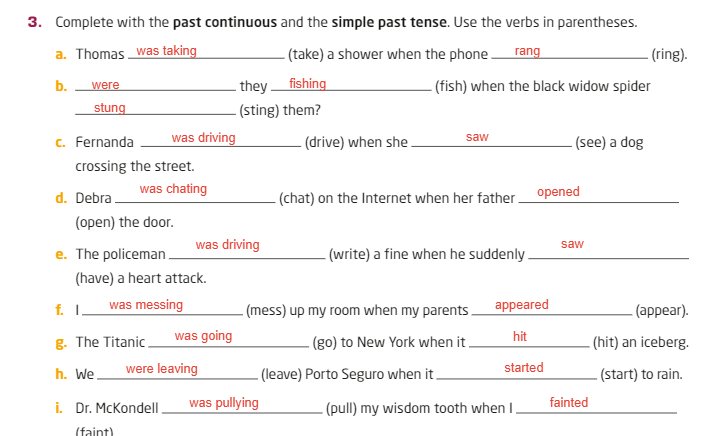 3. Complete with the past continuous and the simple past tense. Use the verbs in parentheses.
a. Thomas was taking (take) a shower when the phone rang (ring).
b. were they fishing (fish) when the black widow spider
stung (sting) them?
c. Fernanda was driving (drive) when she saw (see) a dog
crossing the street.
d. Debra was chating (chat) on the Internet when her father opened
(open) the door.
e. The policeman was driving (write) a fine when he suddenly saw
(have) a heart attack.
f. I was messing (mess) up my room when my parents appeared (appear).
g. The Titanic was going (go) to New York when it hit (hit) an iceberg.
h. We were leaving (leave) Porto Seguro when it started (start) to rain.
i. Dr. McKondell was pullying (pull) my wisdom tooth when I fainted
(faint)